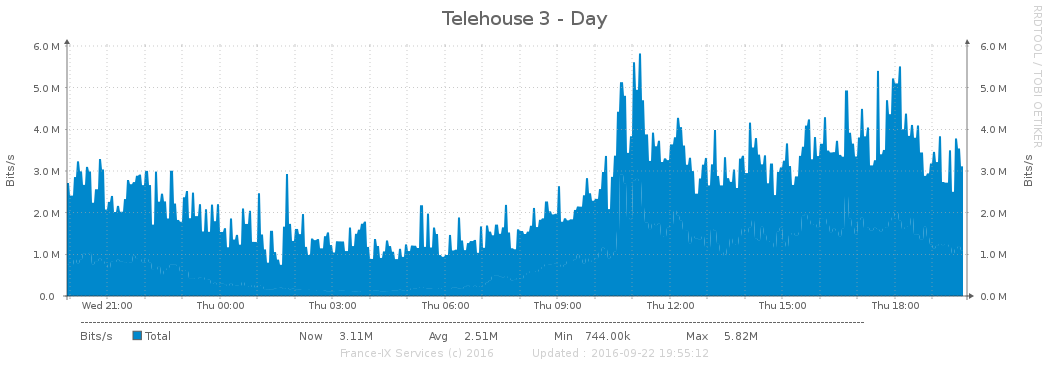 Telehouse 3 - Day
RRDTOOL / TOBI OETIKER
Bits/s
6.0 M
5.0 M
4.0 M
3.0 M
2.0 M
1.0 M
0.0
6.0 M
5.0 M
4.0 M
3.0 M
2.0 M
1.0 M
0.0 M
Bits/s
Wed 21:00 Thu 00:00 Thu 03:00 Thu 06:00 Thu 09:00 Thu 12:00 Thu 15:00 Thu 18:00
Bits/s Total Now 3.11M Avg 2.51M Min 744.00k Max 5.82M
France-IX Services (c) 2016 Updated : 2016-09-22 19:55:12